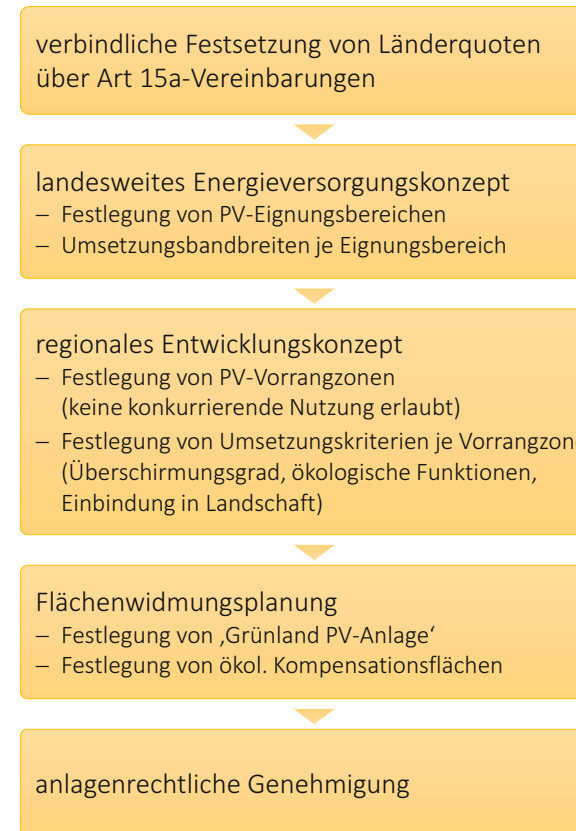 verbindliche Festsetzung von Länderquoten
über Art 15a-Vereinbarungen
landesweites Energieversorgungskonzept
– Festlegung von PV-Eignungsbereichen
– Umsetzungsbandbreiten je Eignungsbereich
regionales Entwicklungskonzept
– Festlegung von PV-Vorrangzonen
(keine konkurrierende Nutzung erlaubt)
– Festlegung von Umsetzungskriterien je
(Überschirmungsgrad, ökologische Funktionen,
Einbindung in Landschaft)
Flächenwidmungsplanung
– Festlegung von ‚Grünland PV-Anlage‘
– Festlegung von ökol. Kompensationsflächen
anlagenrechtliche Genehmigung